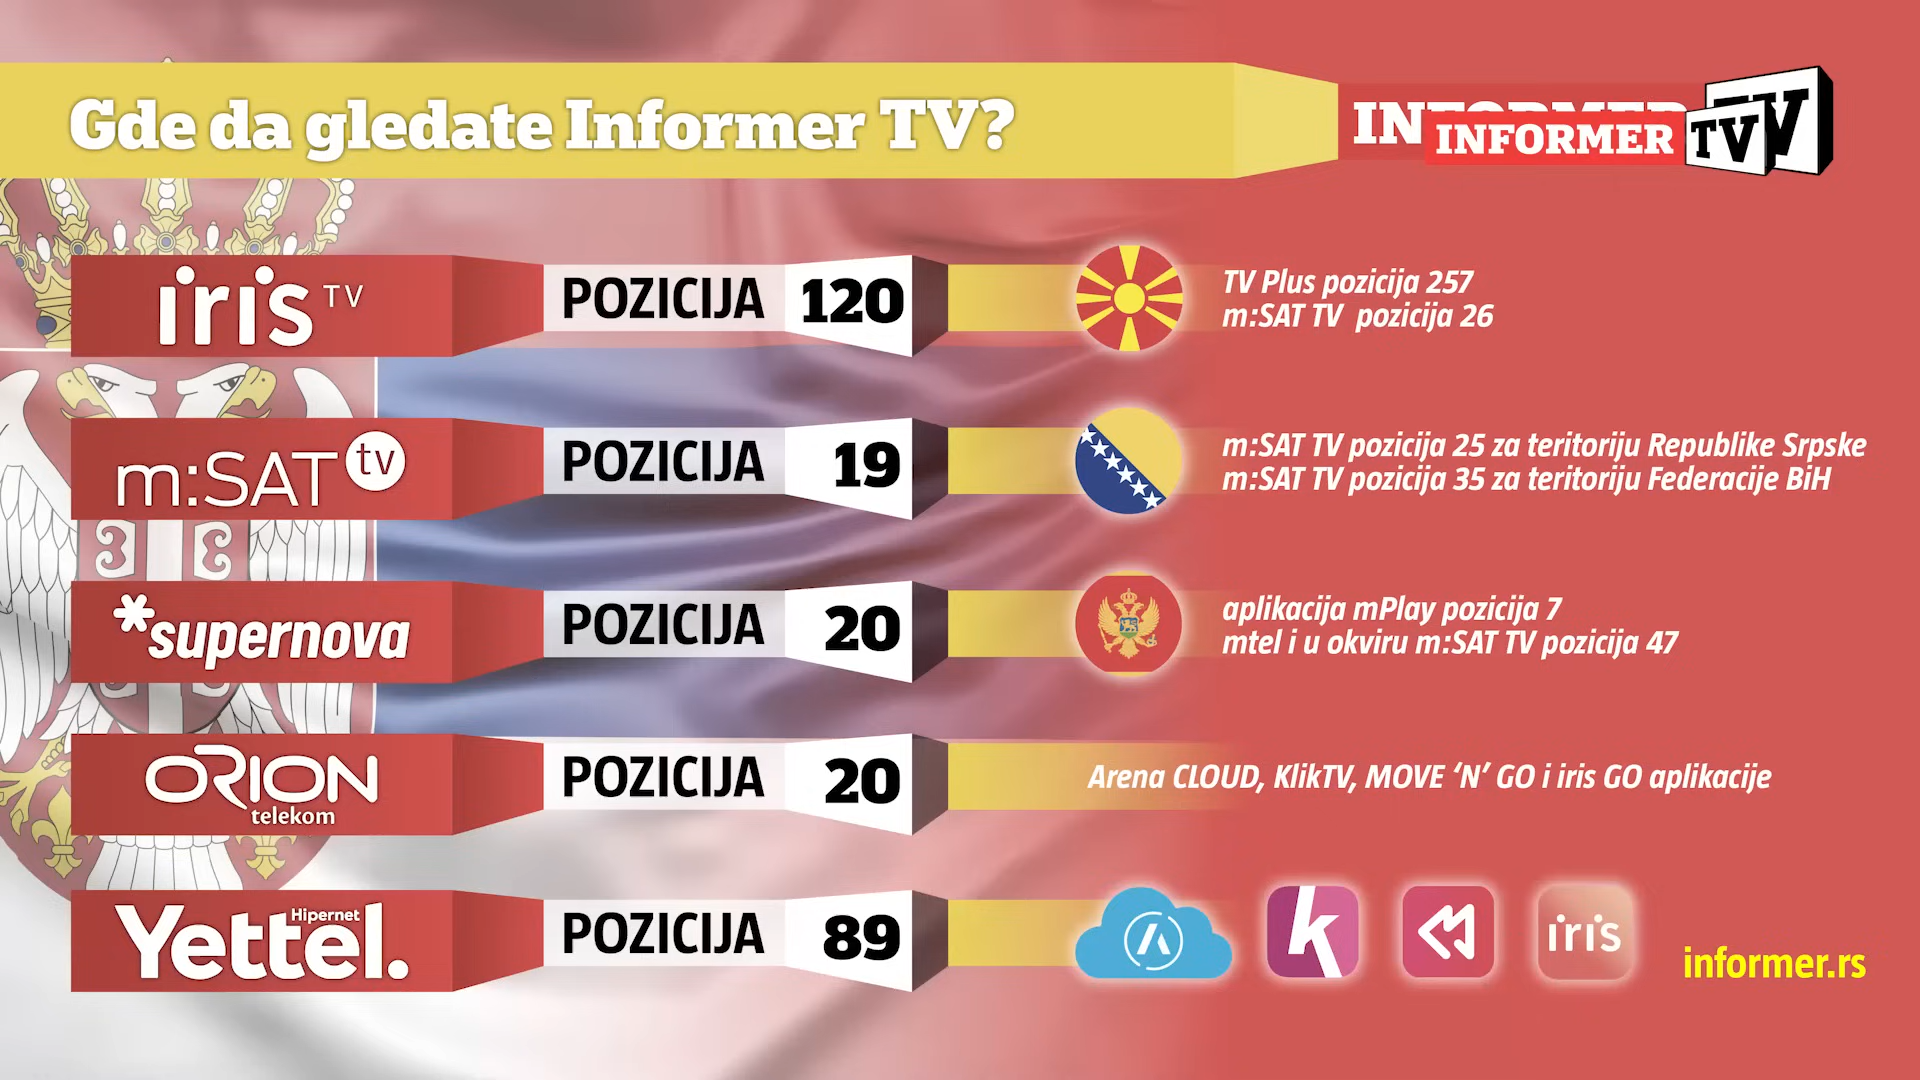 Gde da gledate Informer TV?
INFORMER TV
INFORMER TV
iris TV
POZICIJA 120
TV Plus pozicija 257
m:SAT TV pozicija 26
m:SAT tv
POZICIJA 19
m:SAT TV pozicija 25 za teritoriju Republike Srpske
m:SAT TV pozicija 35 za teritoriju Federacije BiH
*supernova
POZICIJA 20
aplikacija mPlay pozicija 7
mtel i u okviru m:SAT TV pozicija 47
ORION
telekom
POZICIJA 20
Arena CLOUD, KlikTV, MOVE ‘N’ GO i iris GO aplikacije
Hipernet
Yettel.
POZICIJA 89
k
iris
informer.rs